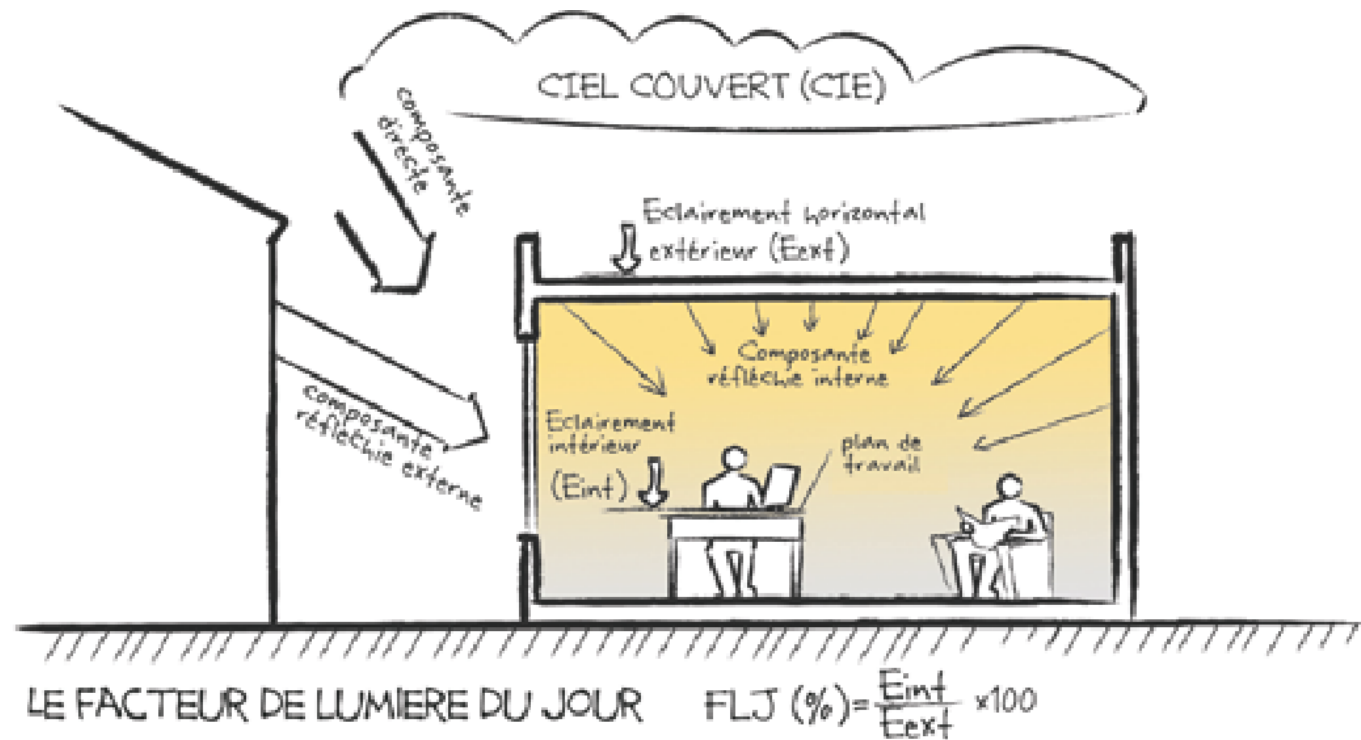 CIEL COUVERT (CIE)
composante
directe
Eclairement horizontal
extérieur (Eext)
Composante
réfléchie interne
composante
réfléchie externe
Eclairement
intérieur
(Eint)
plan de
travail
LE FACTEUR DE LUMIERE DU JOUR FLJ (%) = Eint / Eext x100